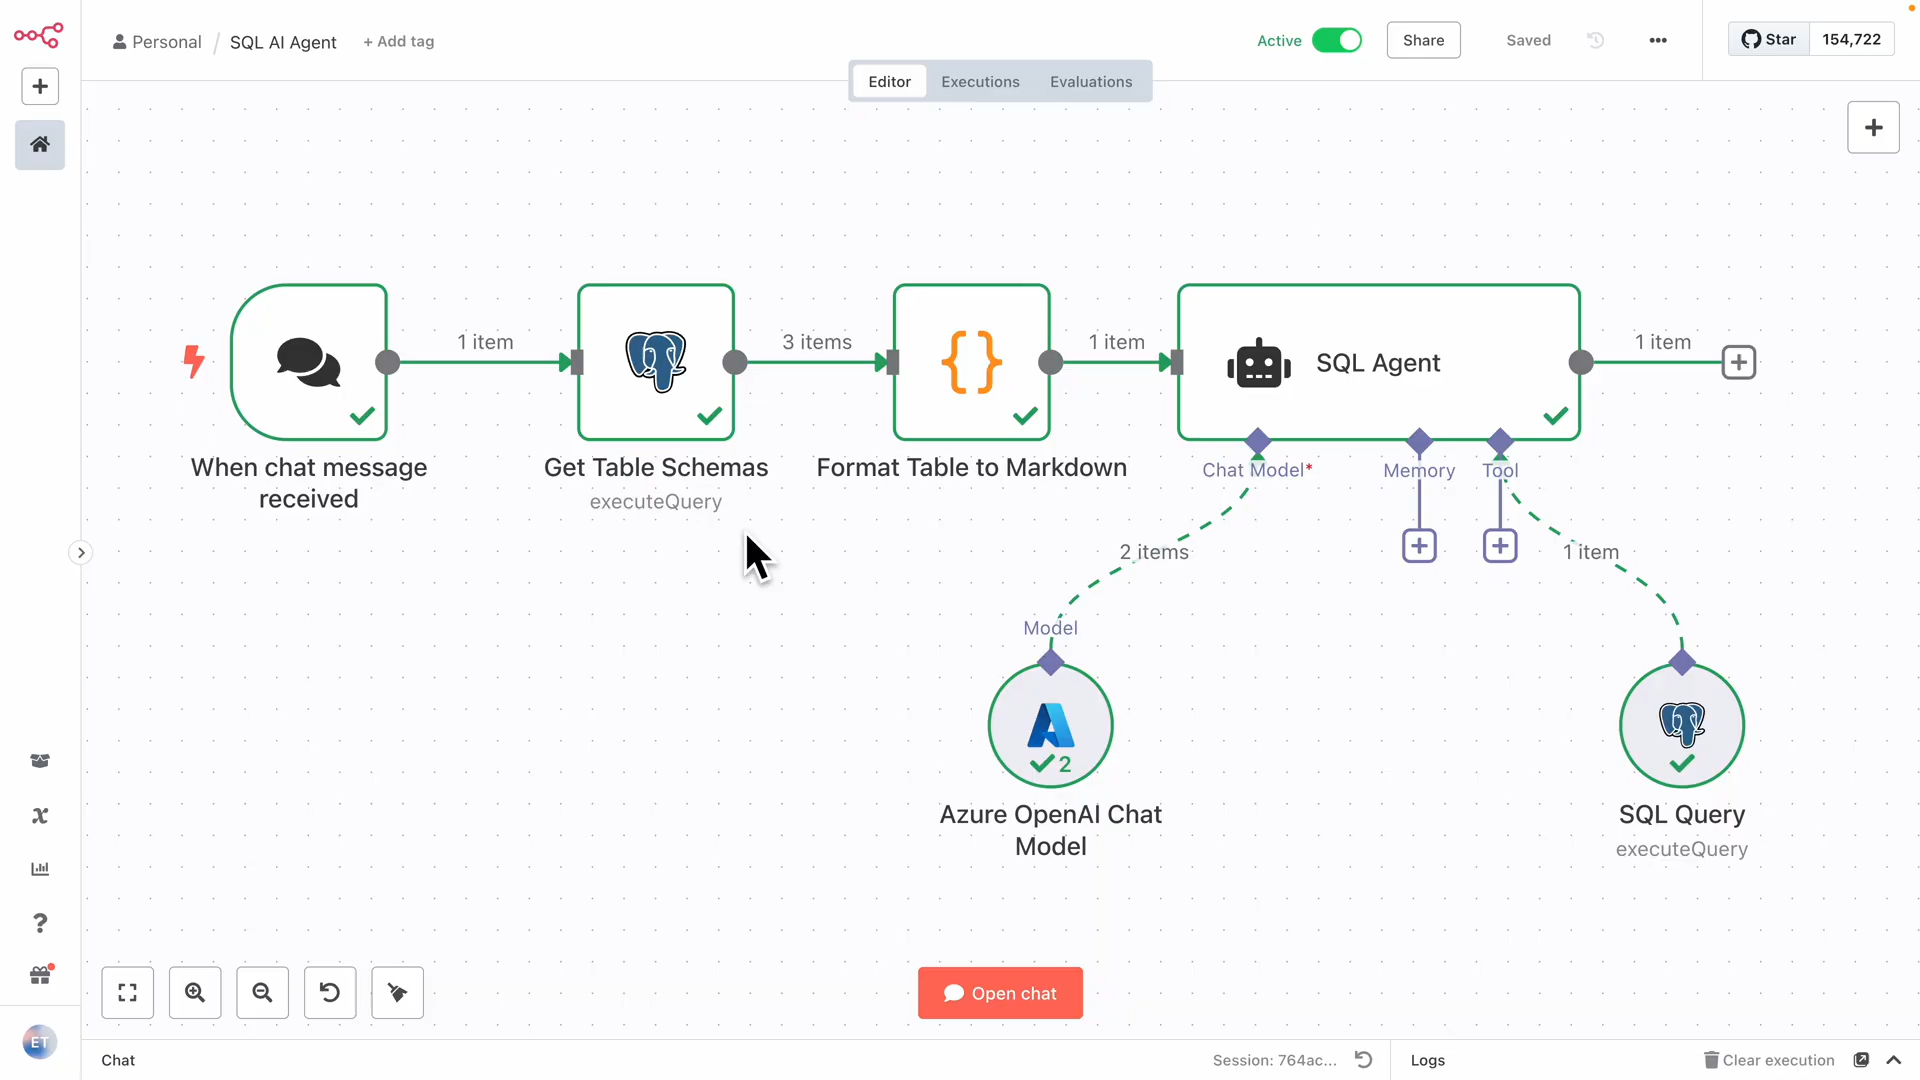 Personal / SQL AI Agent + Add tag
Active
Share
Saved
Star 154,722
Editor Executions Evaluations
1 item
3 items
1 item
SQL Agent
1 item
When chat message
received
Get Table Schemas
executeQuery
Format Table to Markdown
Chat Model*
Memory
Tool
2 items
1 item
Model
2
Azure OpenAI Chat
Model
SQL Query
executeQuery
Open chat
ET
Chat
Session: 764ac...
Logs
Clear execution